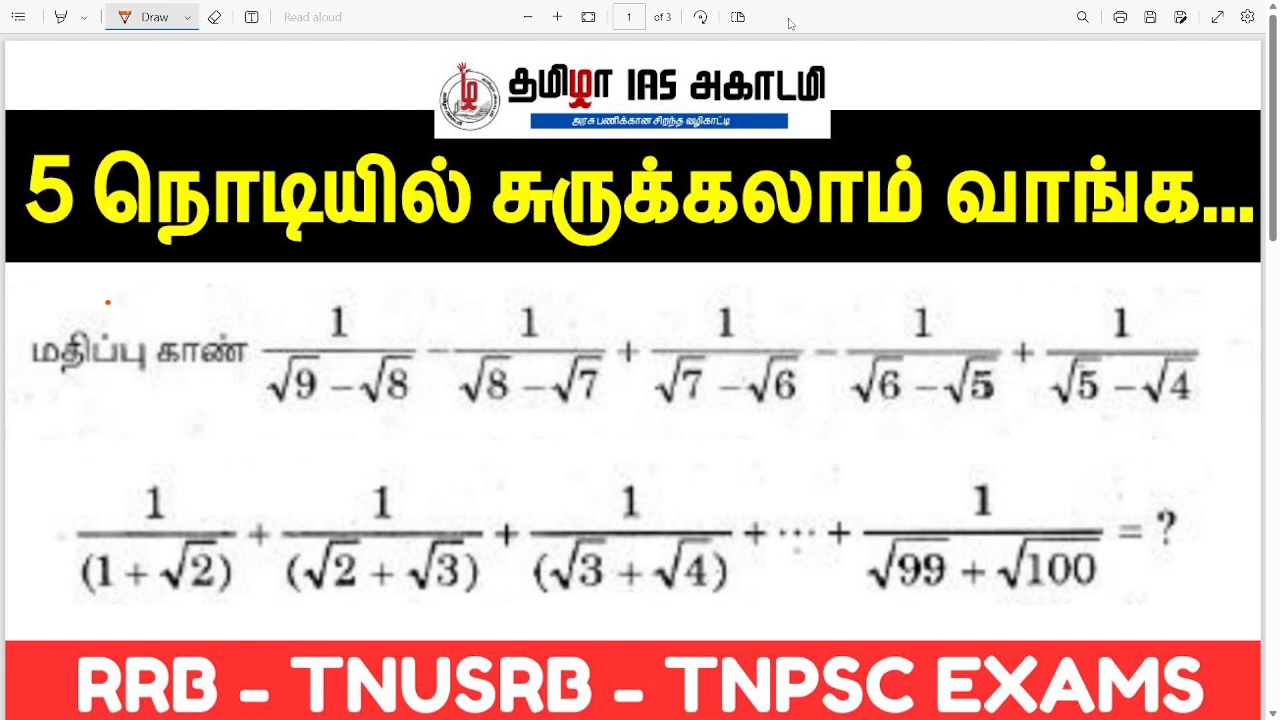 Draw
Read aloud
1 of 3
தமிழா IAS அகாடமி
அரசு பணிக்கான சிறந்த வழிகாட்டி
5 நொடியில் சுருக்கலாம் வாங்க...
மதிப்பு காண் 1/(√9 − √8) − 1/(√8 − √7) + 1/(√7 − √6) − 1/(√6 − √5) + 1/(√5 − √4)
1/(1 + √2) + 1/(√2 + √3) + 1/(√3 + √4) + ⋯ + 1/(√99 + √100) = ?
RRB - TNUSRB - TNPSC EXAMS